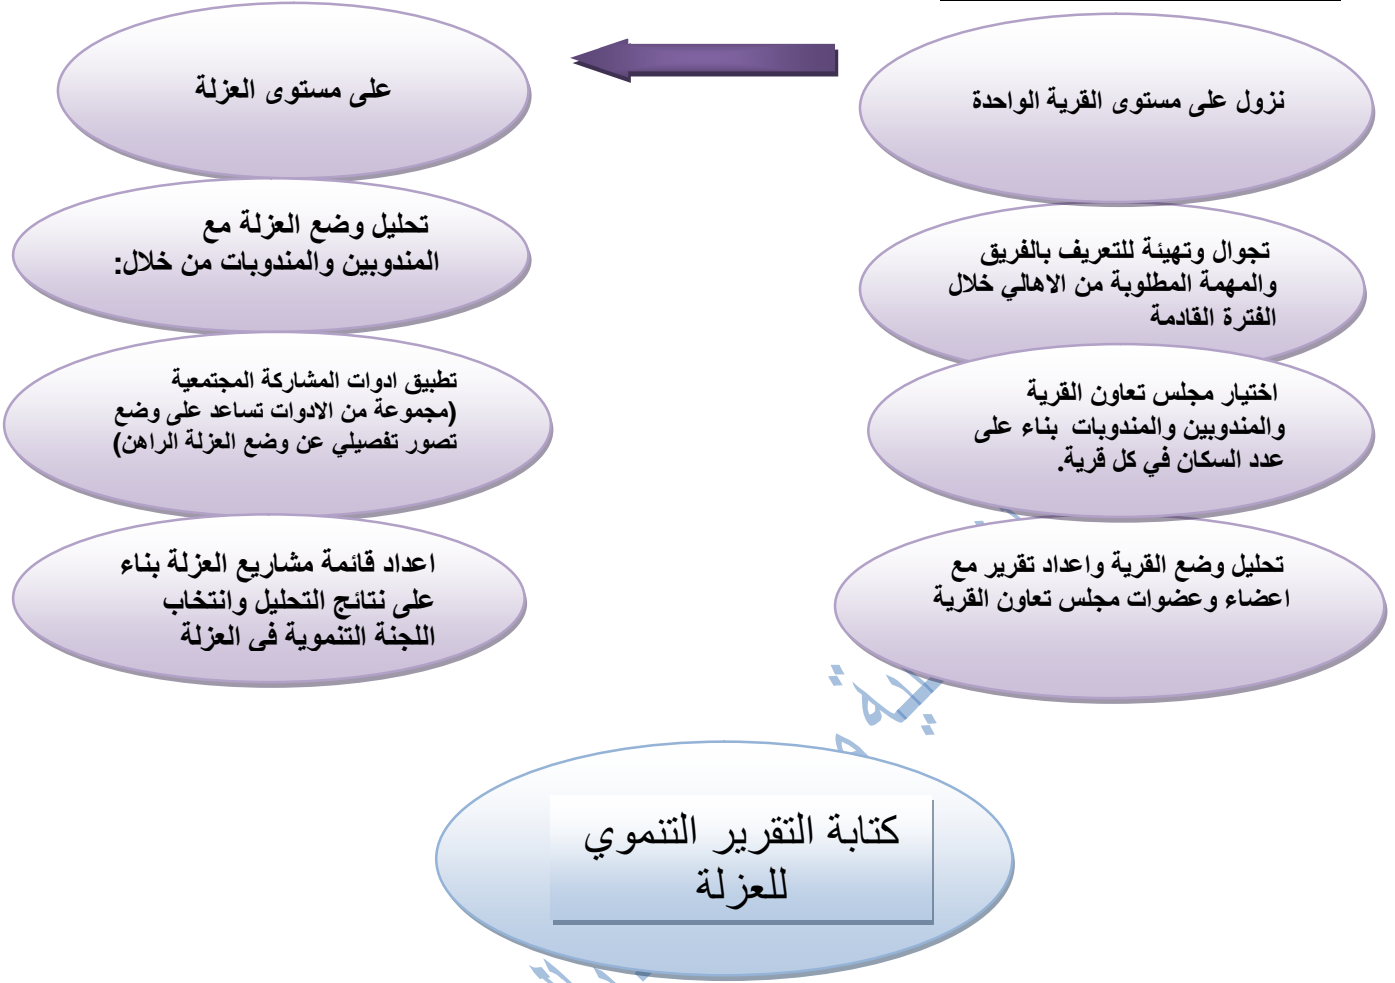 نزول على مستوى القرية الواحدة
تجوال وتهيئة للتعريف بالفريق
والمهمة المطلوبة من الاهالي خلال
الفترة القادمة
اختيار مجلس تعاون القرية
والمندوبين والمندوبات بناء على
عدد السكان في كل قرية.
تحليل وضع القرية واعداد تقرير مع
اعضاء وعضوات مجلس تعاون القرية
على مستوى العزلة
تحليل وضع العزلة مع
المندوبين والمندوبات من خلال:
تطبيق ادوات المشاركة المجتمعية
(مجموعة من الادوات تساعد على وضع
تصور تفصيلي عن وضع العزلة الراهن)
اعداد قائمة مشاريع العزلة بناء
على نتائج التحليل وانتخاب
اللجنة التنموية في العزلة
كتابة التقرير التنموي
للعزلة